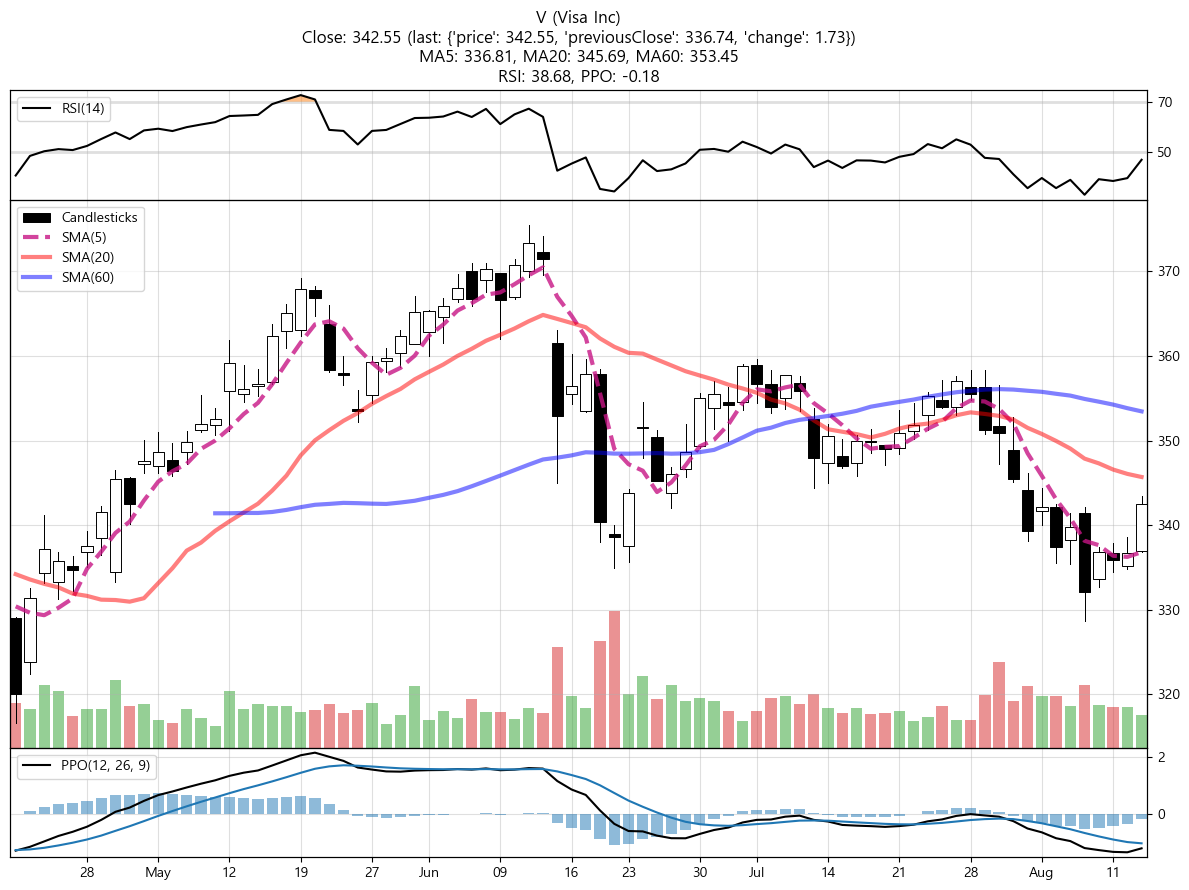 V (Visa Inc)
Close: 342.55 (last: {'price': 342.55, 'previousClose': 336.74, 'change': 1.73})
MA5: 336.81, MA20: 345.69, MA60: 353.45
RSI: 38.68, PPO: -0.18
RSI(14)
70
50
Candlesticks
SMA(5)
SMA(20)
SMA(60)
370
360
350
340
330
320
PPO(12, 26, 9)
2
0
28 May 12 19 27 Jun 09 16 23 30 Jul 14 21 28 Aug 11